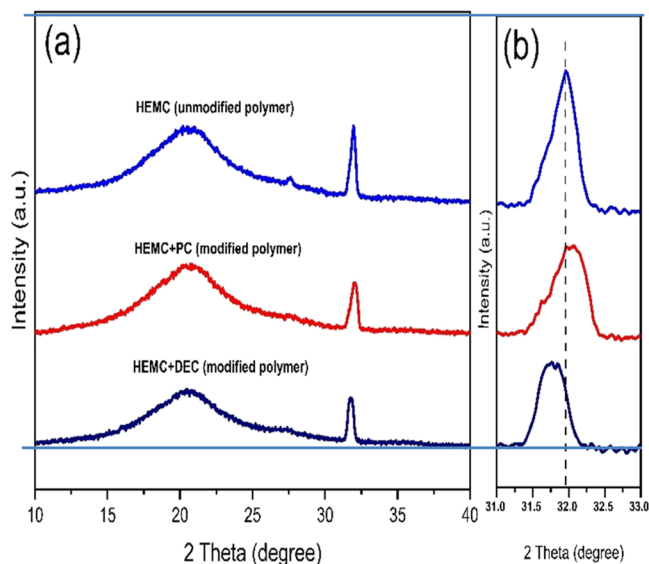 (a)
HEMC (unmodified polymer)
HEMC+PC (modified polymer)
HEMC+DEC (modified polymer)
Intensity (a.u.)
10 15 20 25 30 35 40
2 Theta (degree)
(b)
Intensity (a.u.)
31.0 31.5 32.0 32.5 33.0
2 Theta (degree)